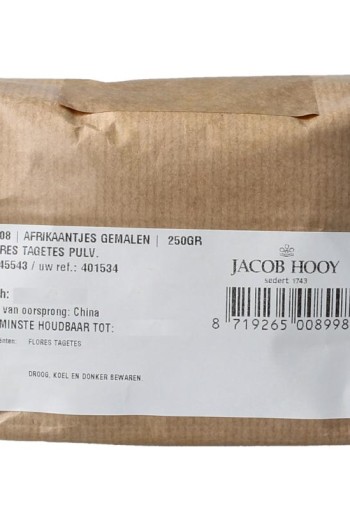 08 | AFRIKAANTJES GEMALEN | 250GR
RES TAGETES PULV.
45543 / uw ref.: 401534
JACOB HOOY
sedert 1743
h:
van oorsprong: China
MINSTE HOUDBAAR TOT:
nten: FLORES TAGETES
DROOG, KOEL EN DONKER BEWAREN.
8 719265 008998